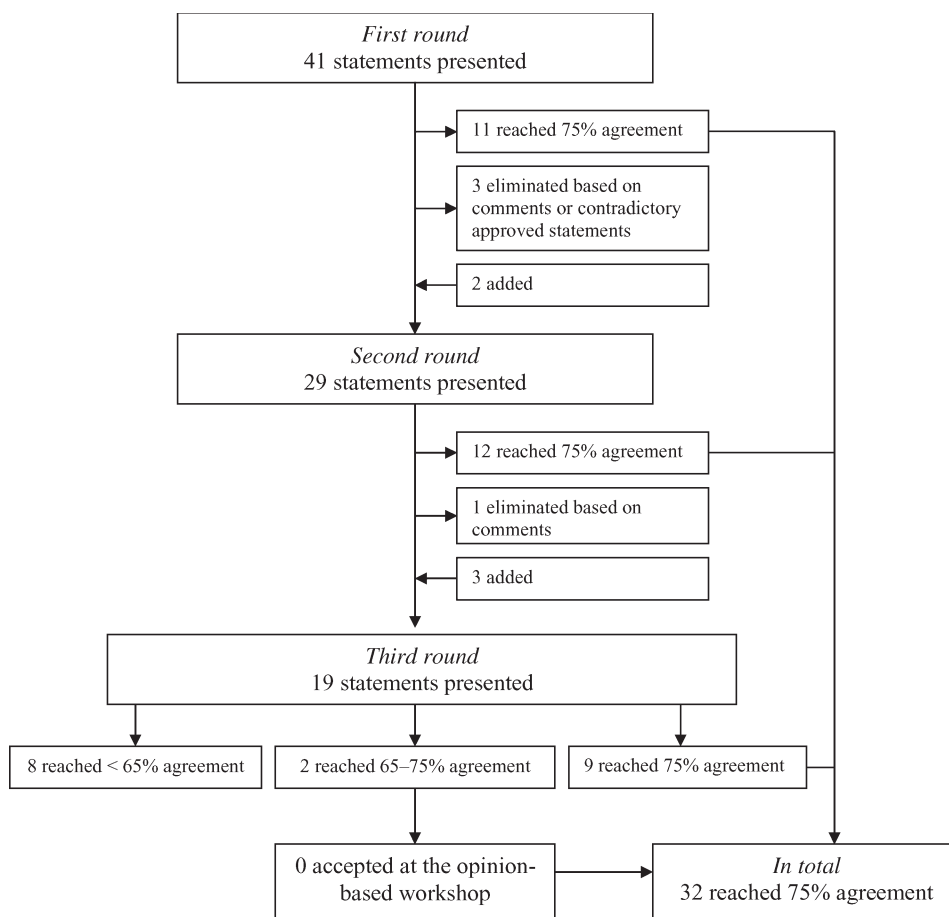 First round
41 statements presented
11 reached 75% agreement
3 eliminated based on
comments or contradictory
approved statements
2 added
Second round
29 statements presented
12 reached 75% agreement
1 eliminated based on
comments
3 added
Third round
19 statements presented
8 reached < 65% agreement
2 reached 65–75% agreement
9 reached 75% agreement
0 accepted at the opinion-
based workshop
In total
32 reached 75% agreement